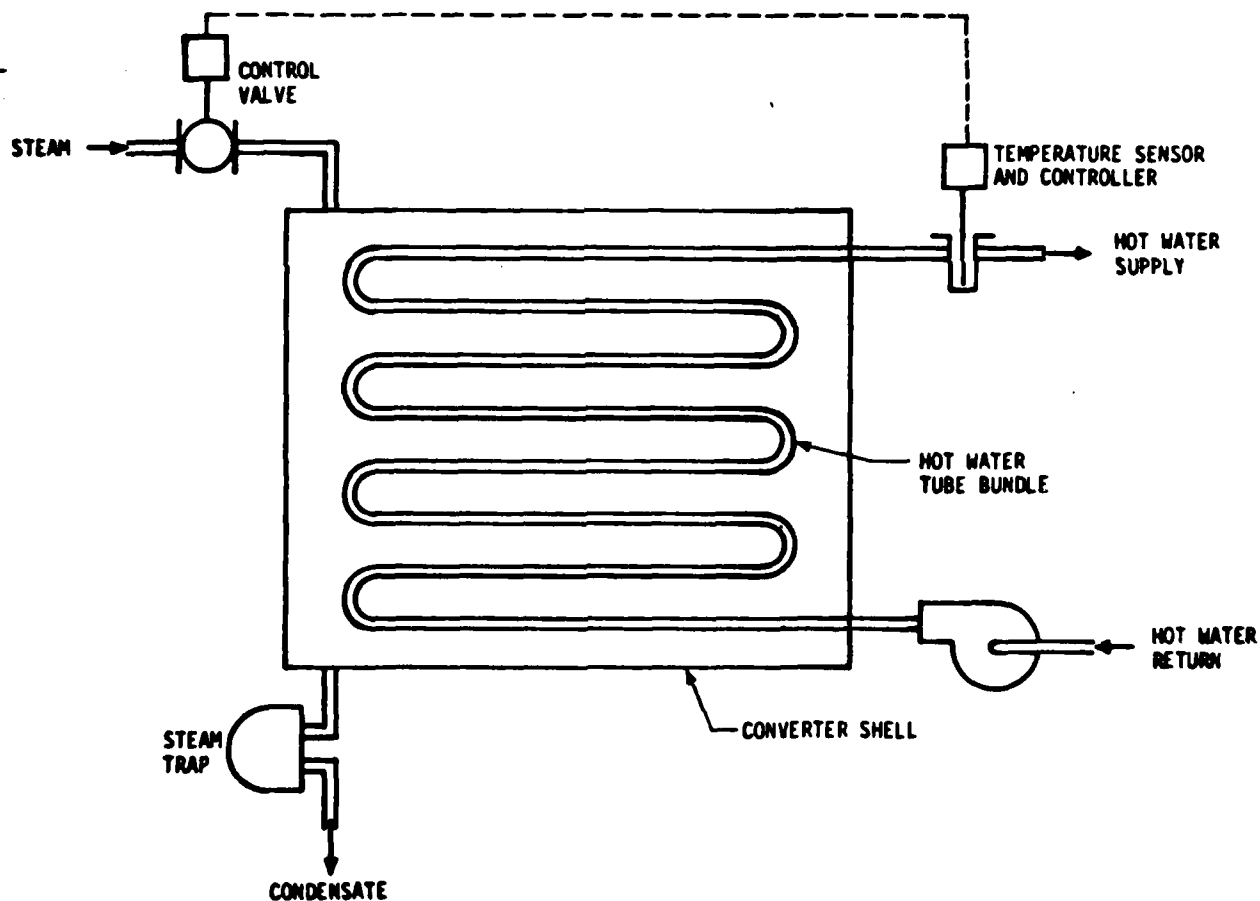 CONTROL
VALVE
STEAM
TEMPERATURE SENSOR
AND CONTROLLER
HOT WATER
SUPPLY
HOT WATER
TUBE BUNDLE
HOT WATER
RETURN
CONVERTER SHELL
STEAM
TRAP
CONDENSATE